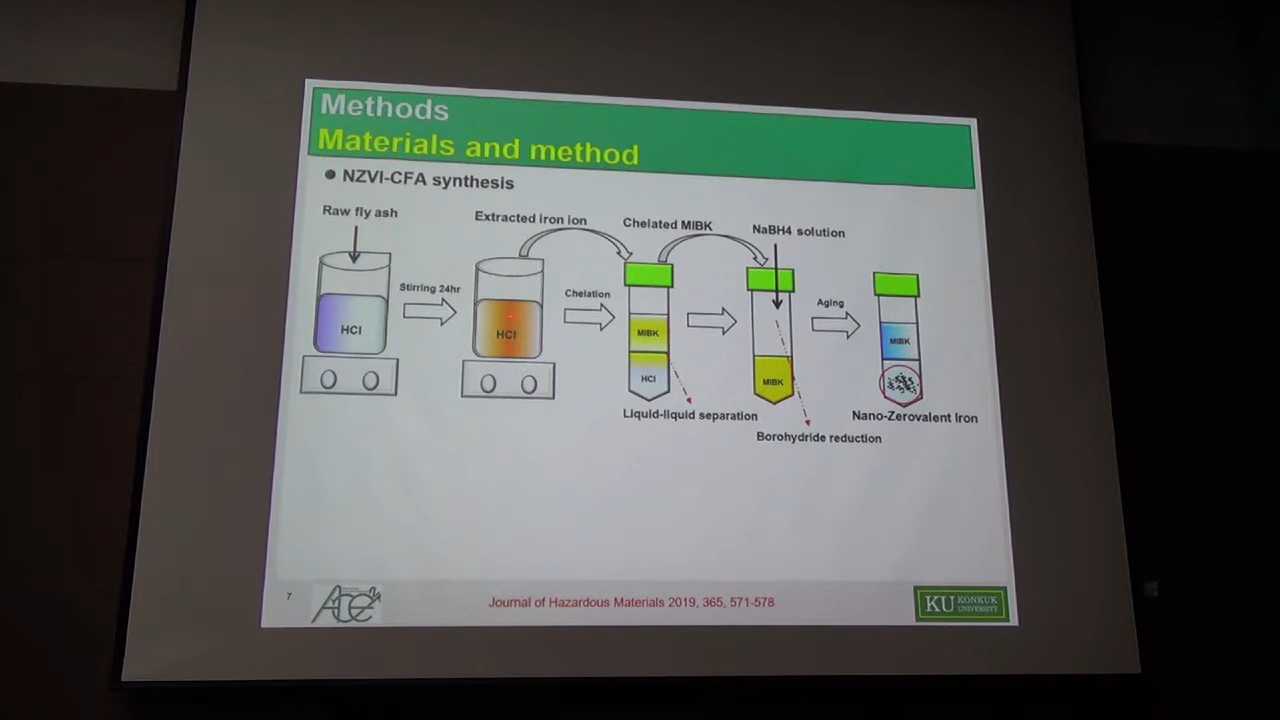 Methods
Materials and method
● NZVI-CFA synthesis
Raw fly ash
Extracted iron ion
Chelated MIBK
NaBH4 solution
Stirring 24hr
Chelation
Aging
HCl
HCl
MIBK
HCl
MIBK
MIBK
Liquid-liquid separation
Borohydride reduction
Nano-Zerovalent Iron
7
ACE
Journal of Hazardous Materials 2019, 365, 571-578
KU KONKUK
UNIVERSITY